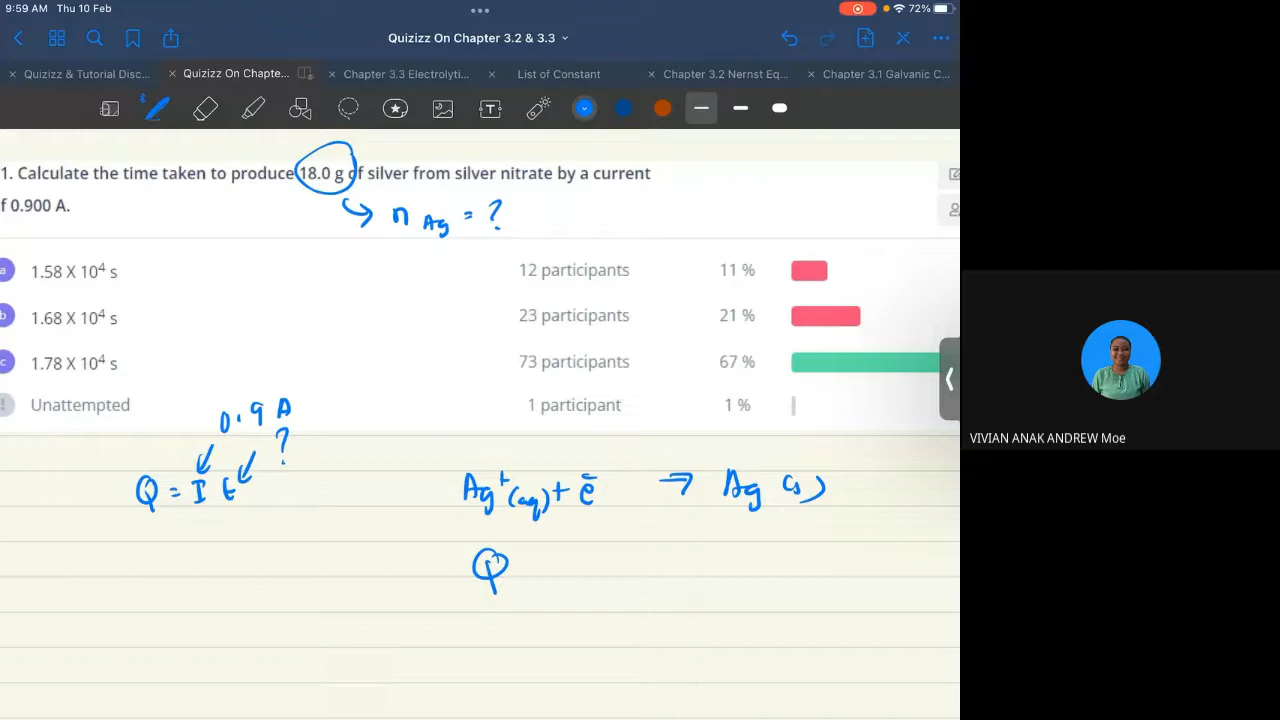 9:59 AM Thu 10 Feb
72%
Quizizz On Chapter 3.2 & 3.3
Quizizz & Tutorial Disc...
Quizizz On Chapte...
Chapter 3.3 Electrolyti...
List of Constant
Chapter 3.2 Nernst Eq...
Chapter 3.1 Galvanic C...
1. Calculate the time taken to produce 18.0 g of silver from silver nitrate by a current
f 0.900 A.
→ n Ag = ?
a 1.58 X 10⁴ s 12 participants 11 %
b 1.68 X 10⁴ s 23 participants 21 %
c 1.78 X 10⁴ s 73 participants 67 %
! Unattempted 1 participant 1 %
0.9 A
?
Q = I t
Ag⁺(aq) + e⁻ → Ag (s)
Q
VIVIAN ANAK ANDREW Moe